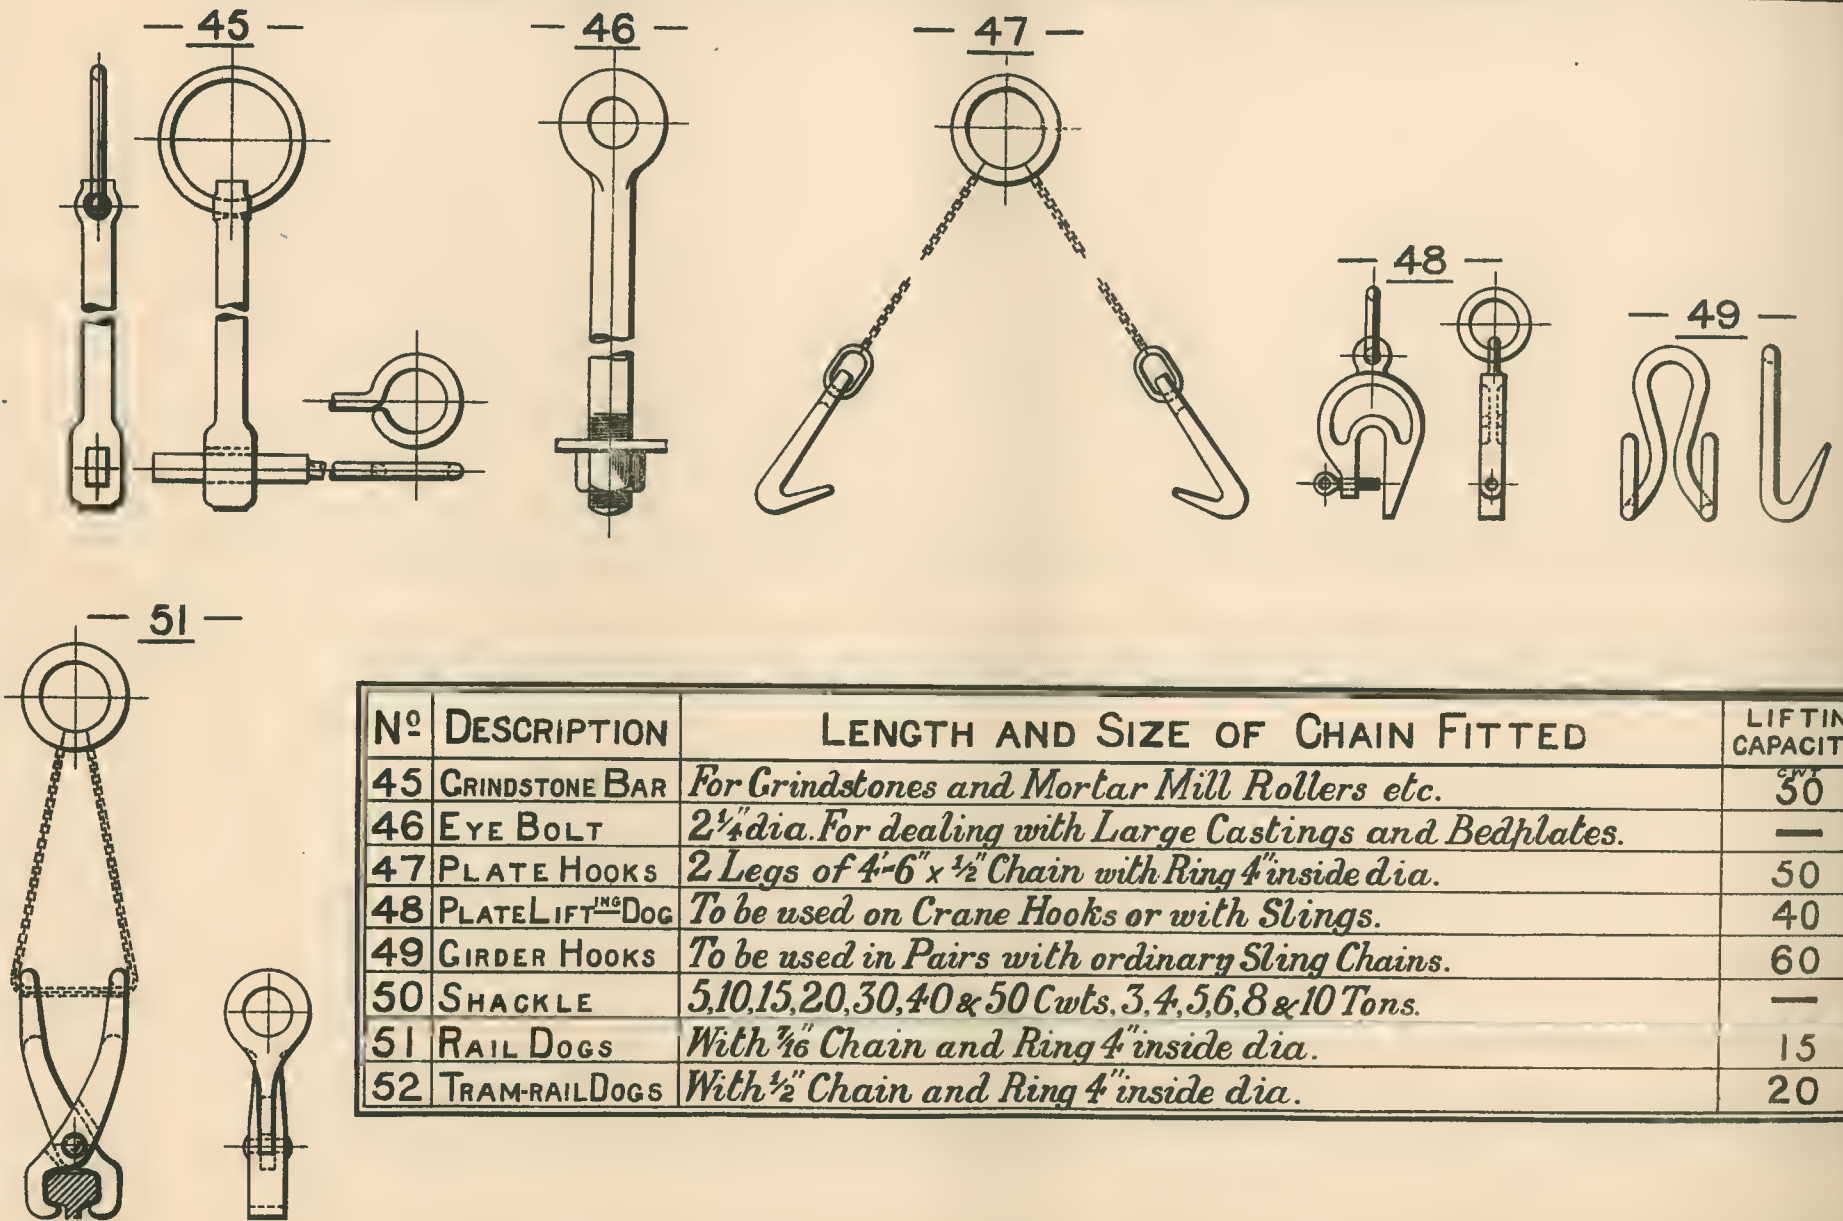 — 45 —
— 46 —
— 47 —
— 48 —
— 49 —
— 51 —
Nº DESCRIPTION LENGTH AND SIZE OF CHAIN FITTED LIFTIN CAPACIT
45 GRINDSTONE BAR For Grindstones and Mortar Mill Rollers etc. CWT 50
46 EYE BOLT 2¼" dia. For dealing with Large Castings and Bedplates. —
47 PLATE HOOKS 2 Legs of 4'-6" x ½" Chain with Ring 4" inside dia. 50
48 PLATE LIFTING DOG To be used on Crane Hooks or with Slings. 40
49 GIRDER HOOKS To be used in Pairs with ordinary Sling Chains. 60
50 SHACKLE 5,10,15,20,30,40 & 50 Cwts, 3,4,5,6,8 & 10 Tons. —
51 RAIL DOGS With 7/16" Chain and Ring 4" inside dia. 15
52 TRAM-RAIL DOGS With ½" Chain and Ring 4" inside dia. 20